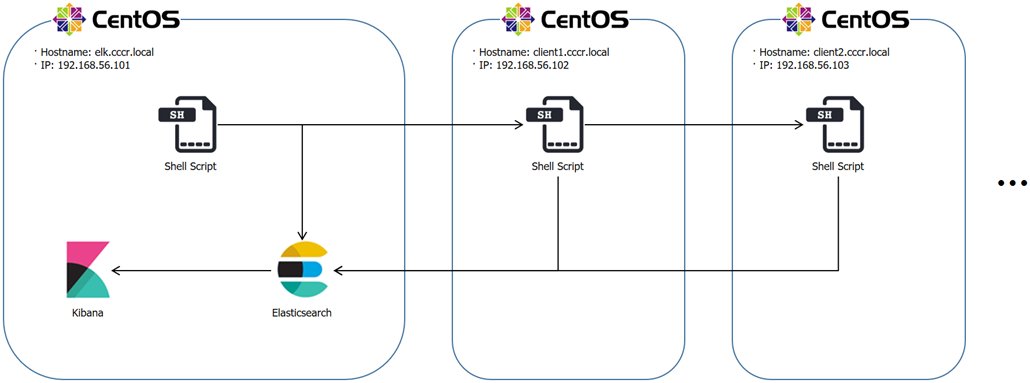 CentOS
· Hostname: elk.cccr.local
· IP: 192.168.56.101
SH
Shell Script
Kibana
Elasticsearch
CentOS
· Hostname: client1.cccr.local
· IP: 192.168.56.102
SH
Shell Script
CentOS
· Hostname: client2.cccr.local
· IP: 192.168.56.103
SH
Shell Script
•••